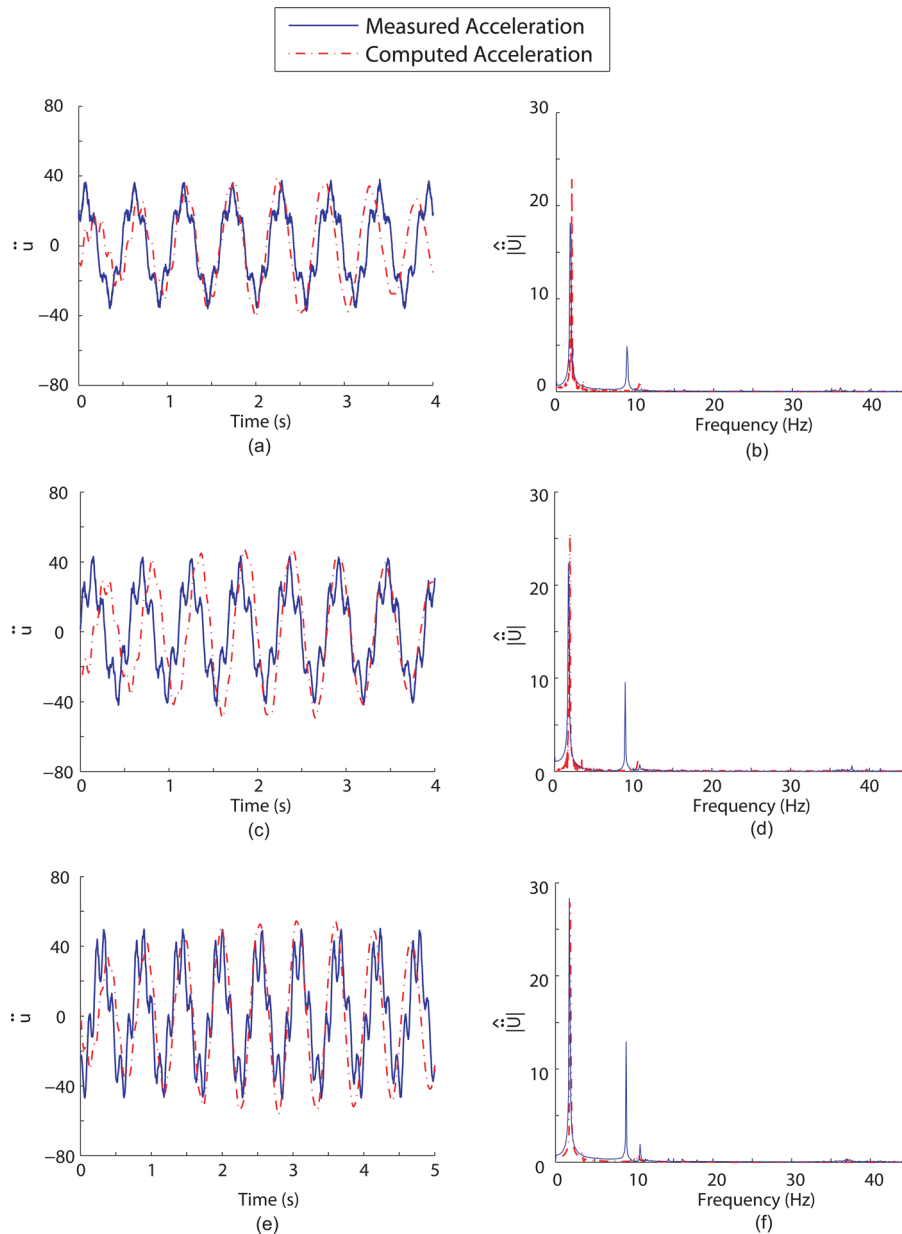 Measured Acceleration
Computed Acceleration
80
40
0
−40
−80
ü
0 1 2 3 4
Time (s)
(a)
30
20
10
0
|Û̈|
0 10 20 30 40
Frequency (Hz)
(b)
80
40
0
−40
−80
ü
0 1 2 3 4
Time (s)
(c)
30
20
10
0
|Û̈|
0 10 20 30 40
Frequency (Hz)
(d)
80
40
0
−40
−80
ü
0 1 2 3 4 5
Time (s)
(e)
30
20
10
0
|Û̈|
0 10 20 30 40
Frequency (Hz)
(f)